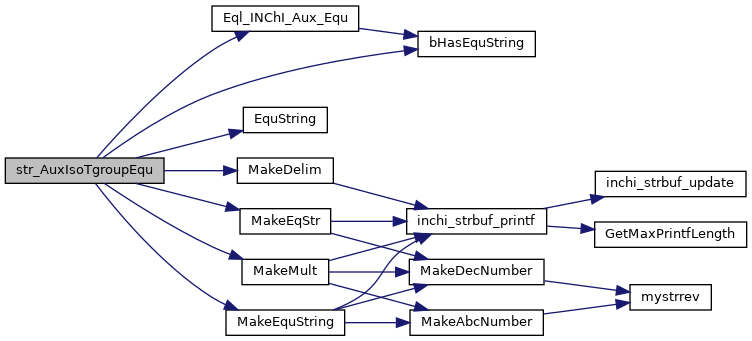 Eql_INChI_Aux_Equ
bHasEquString
EquString
str_AuxIsoTgroupEqu
MakeDelim
inchi_strbuf_update
MakeEqStr
inchi_strbuf_printf
GetMaxPrintfLength
MakeMult
MakeDecNumber
mystrrev
MakeEquString
MakeAbcNumber